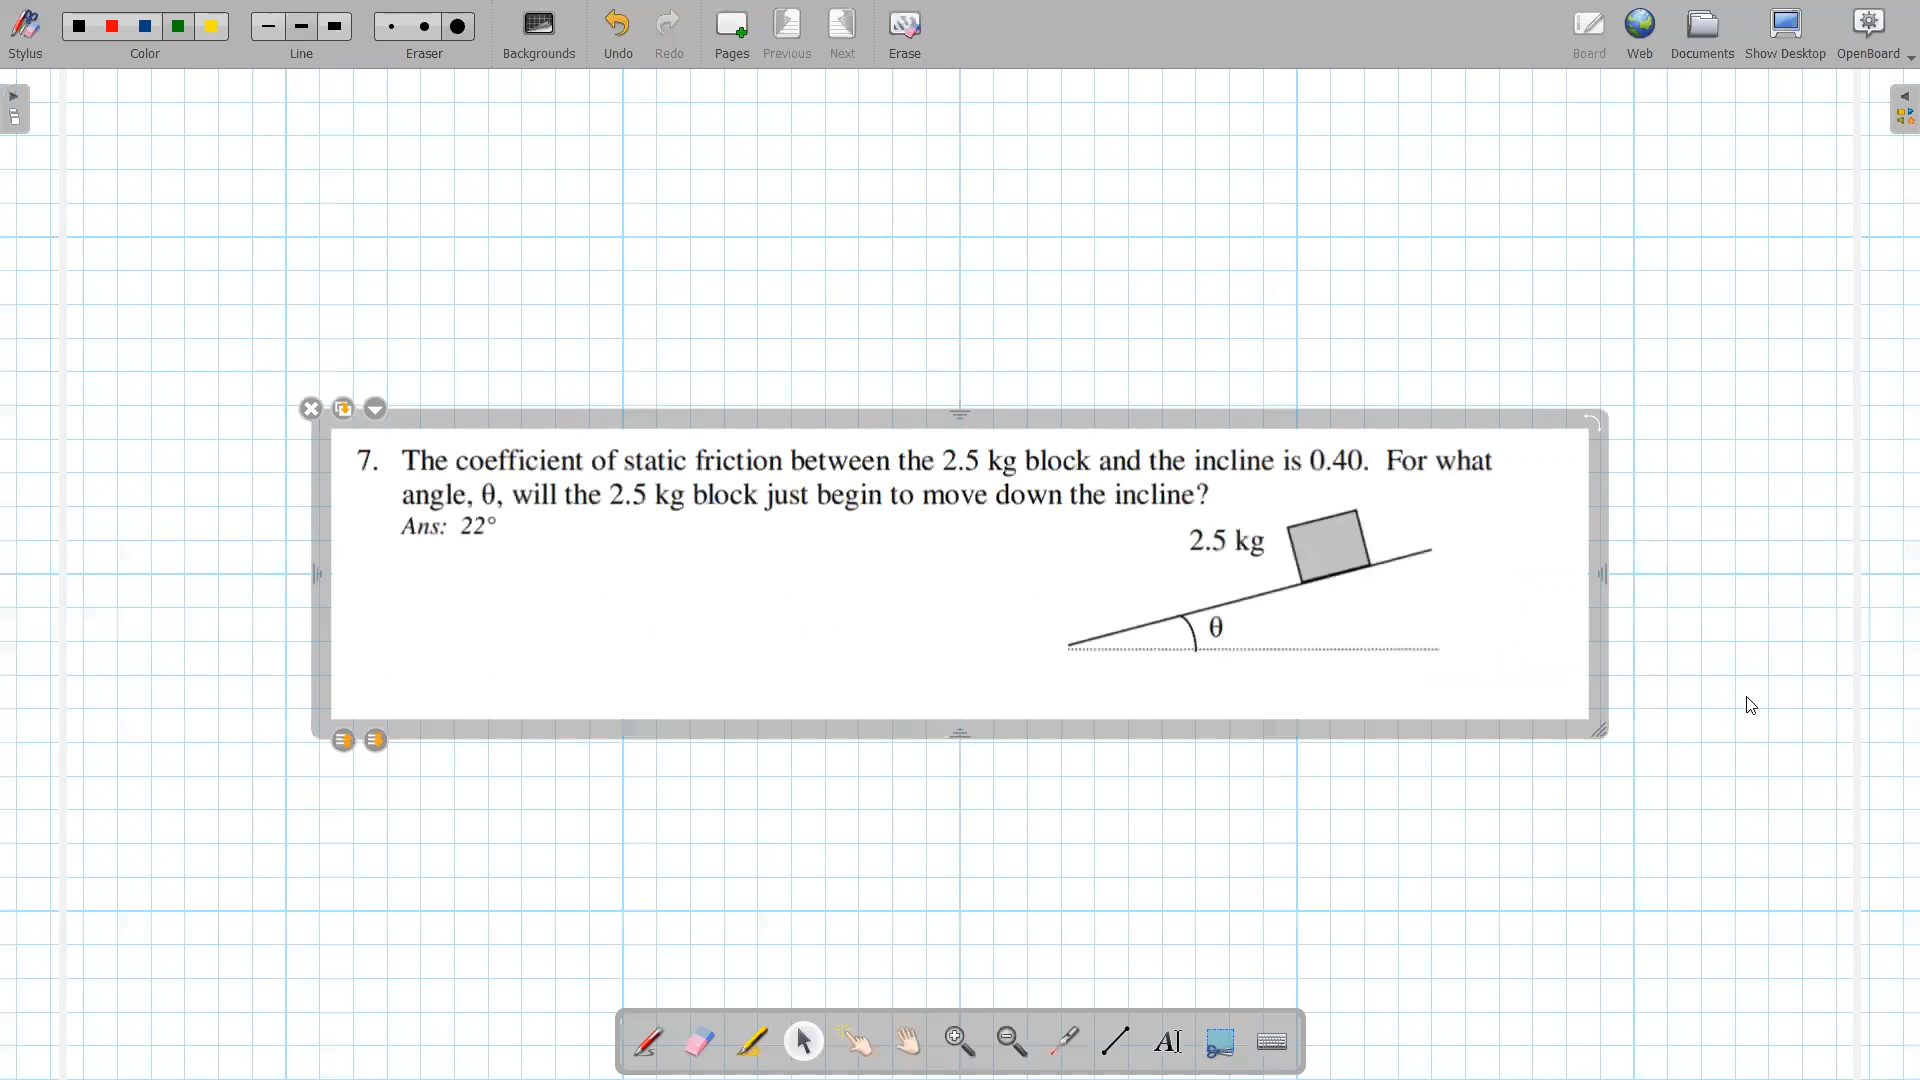 Stylus
Color
Line
Eraser
Backgrounds
Undo
Redo
Pages
Previous
Next
Erase
Board
Web
Documents
Show Desktop
OpenBoard
7. The coefficient of static friction between the 2.5 kg block and the incline is 0.40. For what
angle, θ, will the 2.5 kg block just begin to move down the incline?
Ans: 22°
2.5 kg
θ